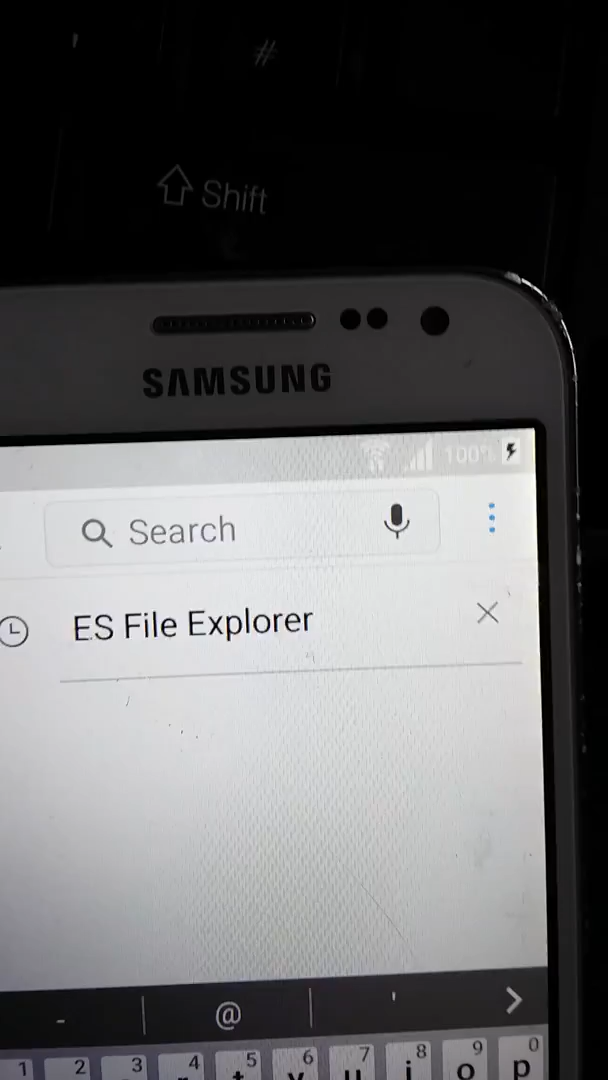 '
#
Shift
SAMSUNG
100%
Search
ES File Explorer
- @ '
1 2 3 4 5 6 7 8 9 0
t y u i o p